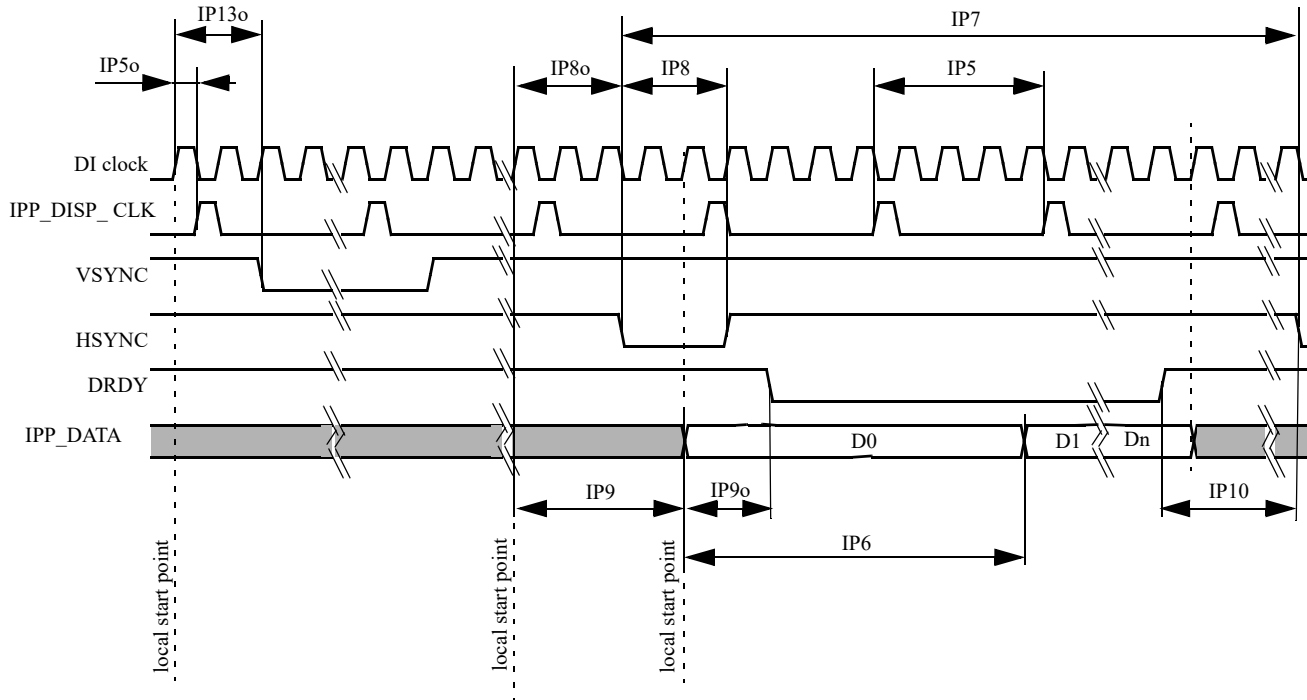 IP13o
IP7
IP5o
IP8o
IP8
IP5
DI clock
IPP_DISP_ CLK
VSYNC
HSYNC
DRDY
IPP_DATA
D0
D1
Dn
IP9
IP9o
IP10
IP6
local start point
local start point
local start point